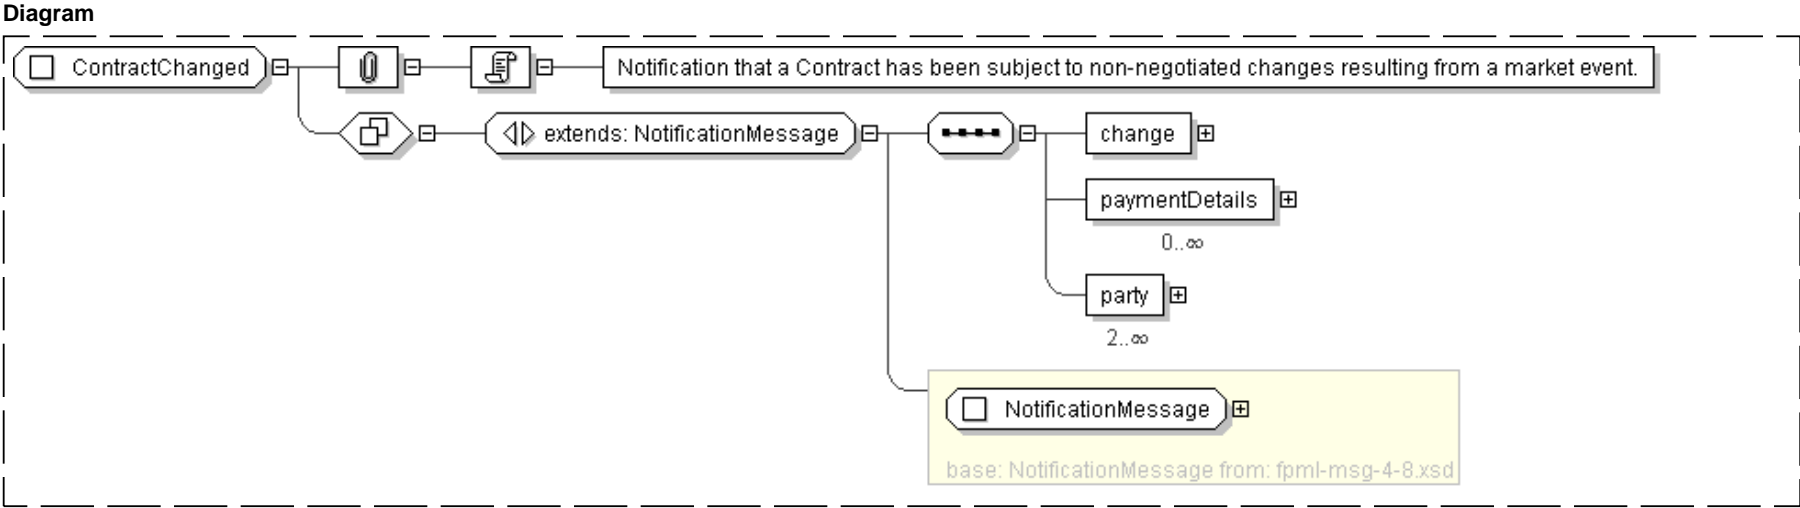 Diagram
ContractChanged
Notification that a Contract has been subject to non-negotiated changes resulting from a market event.
extends: NotificationMessage
change
paymentDetails
0..∞
party
2..∞
NotificationMessage
base: NotificationMessage from: fpml-msg-4-8.xsd